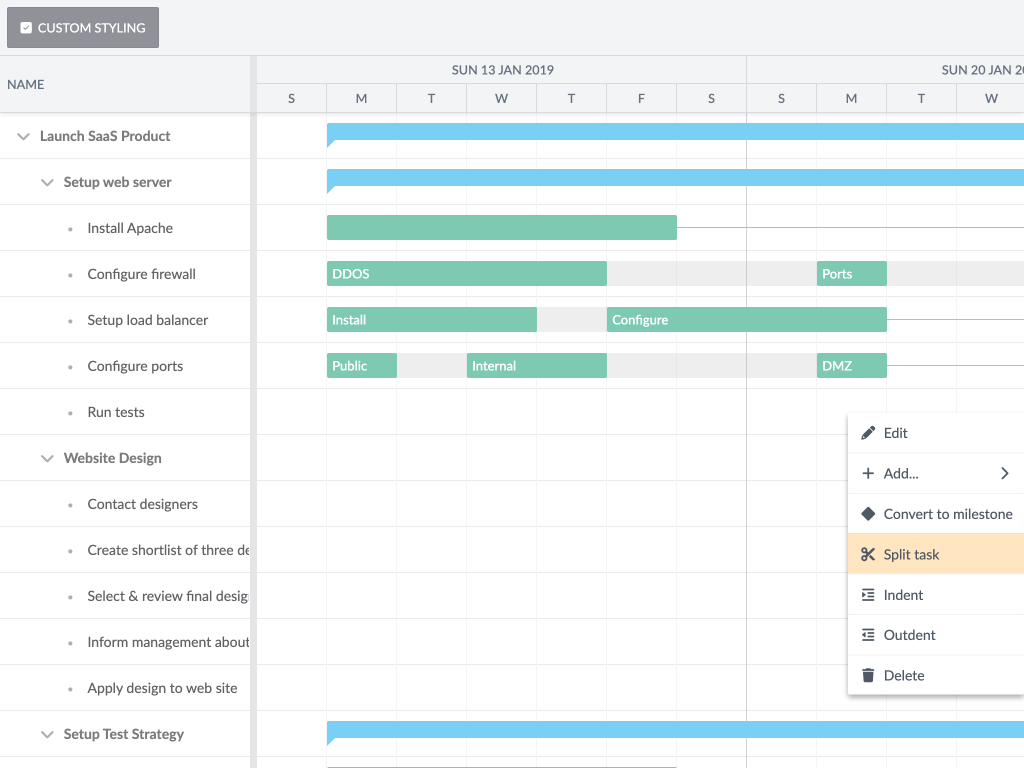 CUSTOM STYLING
NAME
SUN 13 JAN 2019
SUN 20 JAN 20
S M T W T F S S M T W
Launch SaaS Product
Setup web server
Install Apache
Configure firewall
DDOS
Ports
Setup load balancer
Install
Configure
Configure ports
Public
Internal
DMZ
Run tests
Website Design
Contact designers
Create shortlist of three de
Select & review final desig
Inform management about
Apply design to web site
Setup Test Strategy
Edit
Add...
Convert to milestone
Split task
Indent
Outdent
Delete